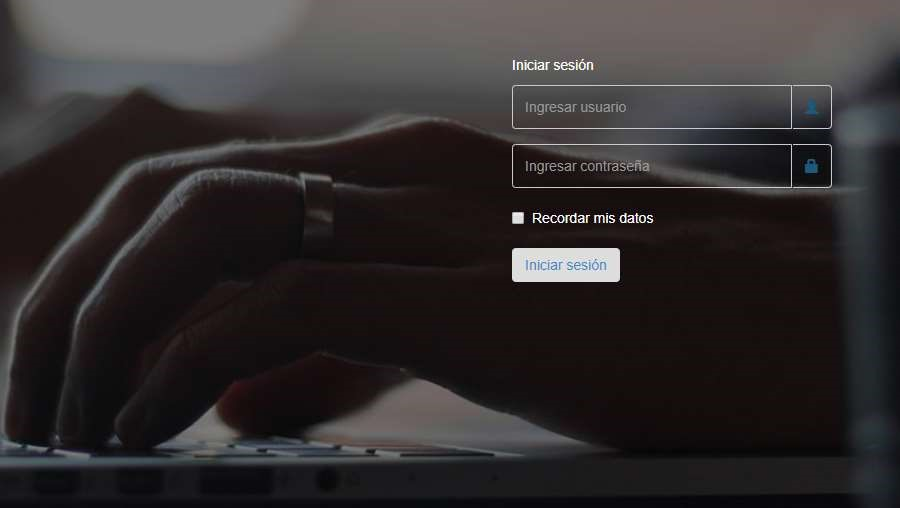 Iniciar sesión
Ingresar usuario
Ingresar contraseña
Recordar mis datos
Iniciar sesión